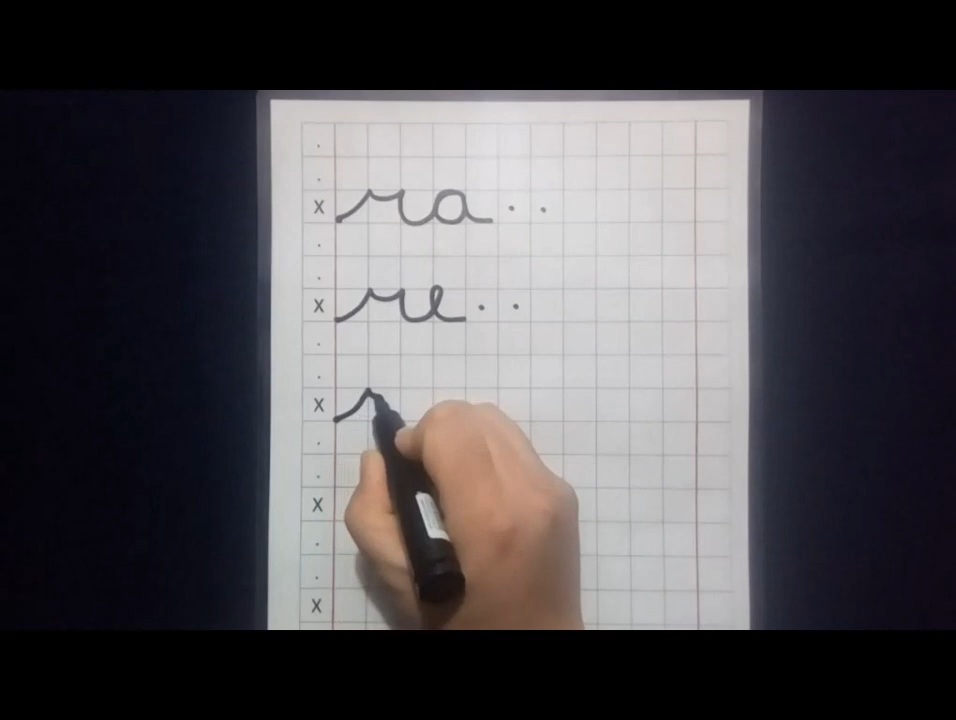 .
.
x ra . .
.
.
x re . .
.
.
x
.
.
x
.
.
x